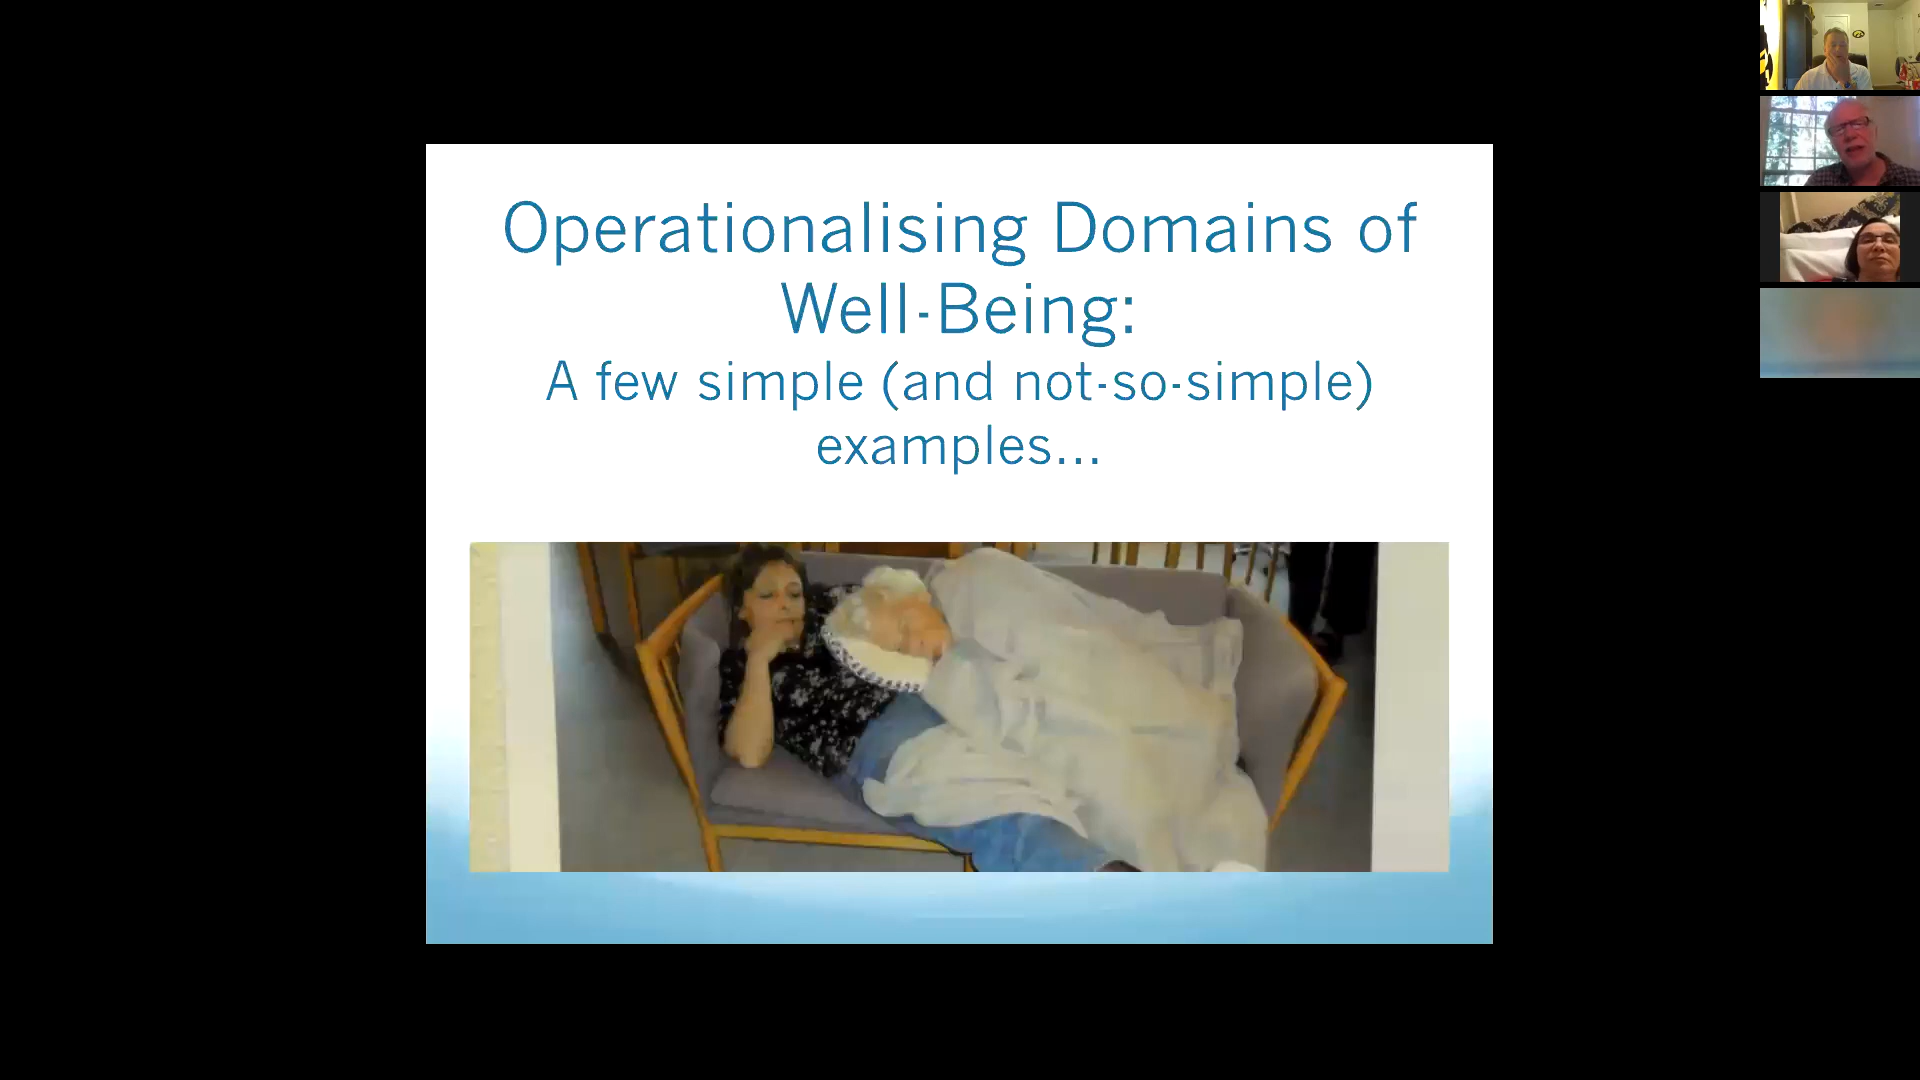 Operationalising Domains of
Well-Being:
A few simple (and not-so-simple)
examples...